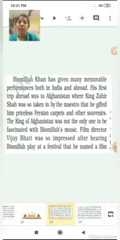 10:31 PM
Bismillah Khan has given many memorable
performances both in India and abroad. His first
trip abroad was to Afghanistan where King Zahir
Shah was so taken in by the maestro that he gifted
him priceless Persian carpets and other souvenirs.
The King of Afghanistan was not the only one to be
fascinated with Bismillah's music. Film director
Vijay Bhatt was so impressed after hearing
Bismillah play at a festival that he named a film